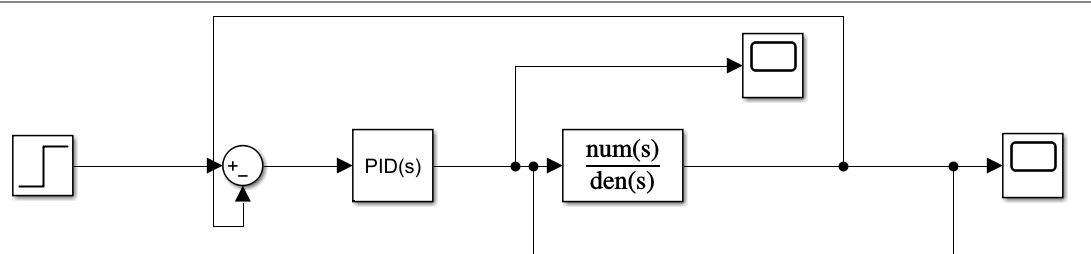 +
−
PID(s)
num(s)
den(s)